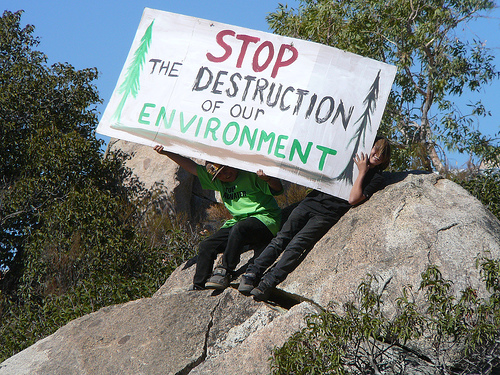 STOP
THE DESTRUCTION
OF OUR
ENVIRONMENT